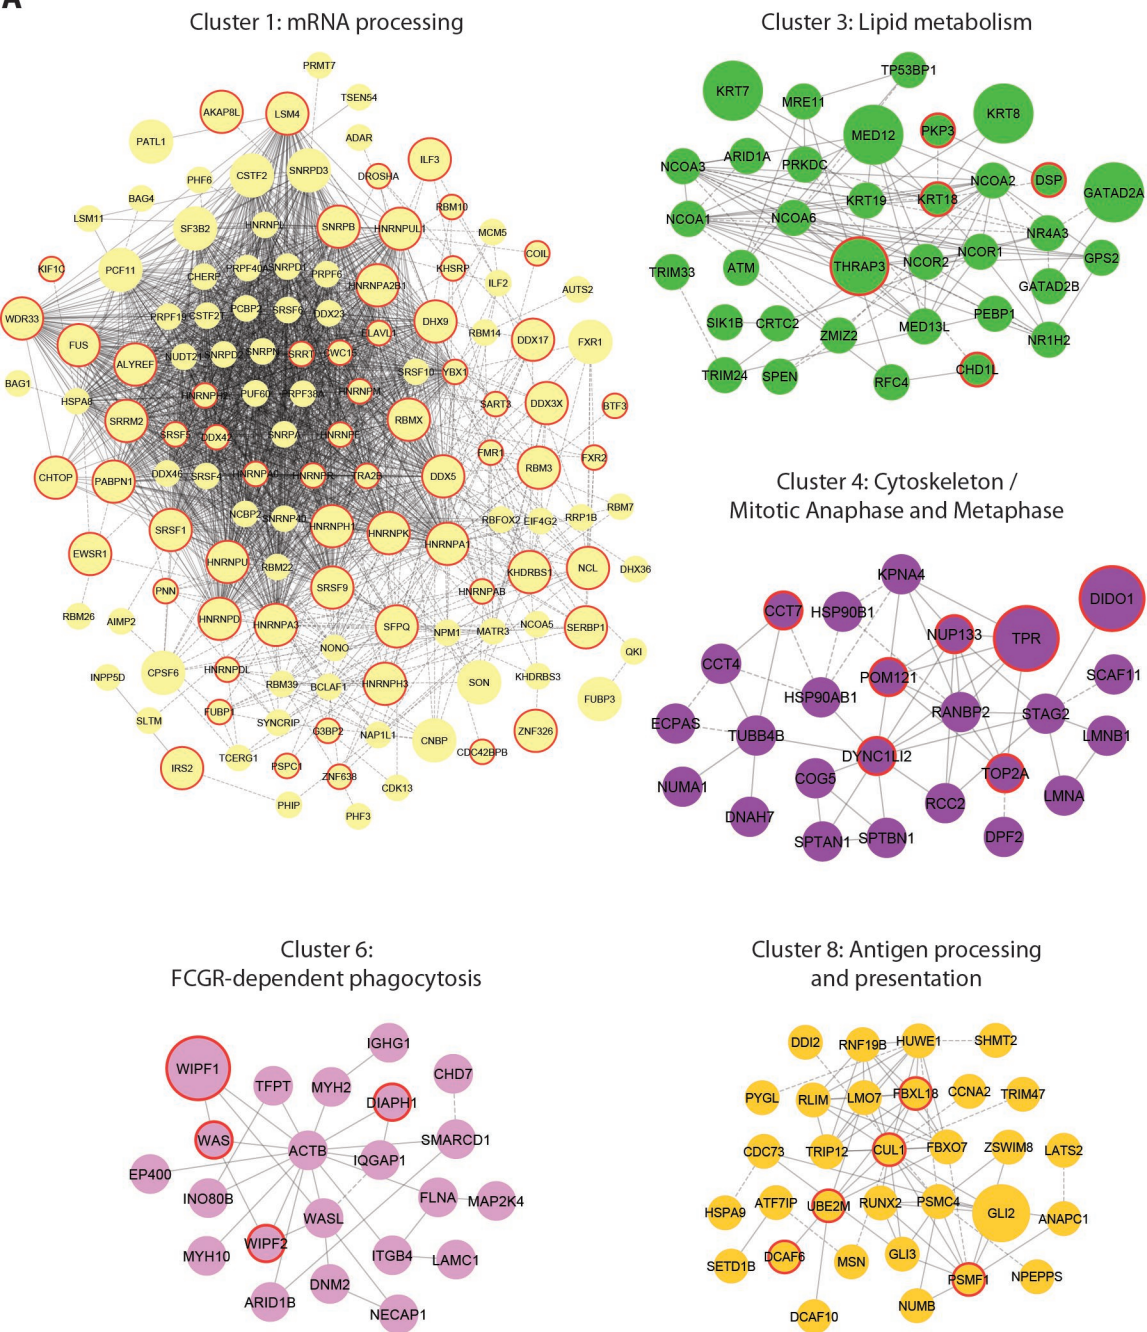 A
Cluster 1: mRNA processing
PRMT7
TSEN54
AKAP8L
LSM4
PATL1
ADAR
ILF3
CSTF2
SNRPD3
DROSHA
PHF6
BAG4
RBM10
LSM11
SF3B2
HNRNPL
SNRPB
HNRNPUL1
MCM5
COIL
KIF1C
PCF11
CHERP
PRPF40A
SNRPD1
PRPF6
KHSRP
HNRNPA2B1
ILF2
AUTS2
WDR33
PRPF19
CSTF2T
PCBP2
SRSF6
DDX23
ELAVL1
DHX9
RBM14
DDX17
FXR1
FUS
ALYREF
NUDT21
SNRPD2
SNRPN
SRRT
CWC15
SRSF10
YBX1
BAG1
HSPA8
HNRNPH2
PUF60
PRPF38A
HNRNPM
SART3
DDX3X
BTF3
SRRM2
SRSF5
DDX42
SNRPA
HNRNPF
RBMX
FMR1
FXR2
RBM3
CHTOP
PABPN1
DDX46
SRSF4
HNRNPA0
HNRNPR
TRA2B
DDX5
NCBP2
SNRNP40
HNRNPH1
HNRNPK
HNRNPA1
RBFOX2
EIF4G2
RRP1B
RBM7
SRSF1
EWSR1
HNRNPU
RBM22
KHDRBS1
NCL
DHX36
PNN
SRSF9
HNRNPAB
RBM26
AIMP2
HNRNPD
HNRNPA3
SFPQ
NPM1
MATR3
NCOA5
SERBP1
NONO
QKI
INPP5D
CPSF6
HNRNPDL
RBM39
BCLAF1
HNRNPH3
SON
KHDRBS3
FUBP3
SLTM
FUBP1
SYNCRIP
G3BP2
NAP1L1
CNBP
CDC42BPB
ZNF326
IRS2
TCERG1
PSPC1
ZNF638
CDK13
PHIP
PHF3
Cluster 3: Lipid metabolism
TP53BP1
KRT7
MRE11
KRT8
MED12
PKP3
NCOA3
ARID1A
PRKDC
NCOA2
DSP
GATAD2A
KRT19
KRT18
NCOA1
NCOA6
NR4A3
NCOR1
GPS2
TRIM33
ATM
THRAP3
NCOR2
GATAD2B
SIK1B
CRTC2
ZMIZ2
MED13L
PEBP1
NR1H2
TRIM24
SPEN
RFC4
CHD1L
Cluster 4: Cytoskeleton /
Mitotic Anaphase and Metaphase
KPNA4
CCT7
HSP90B1
DIDO1
NUP133
TPR
CCT4
POM121
SCAF11
HSP90AB1
RANBP2
STAG2
ECPAS
TUBB4B
LMNB1
DYNC1LI2
NUMA1
COG5
TOP2A
RCC2
LMNA
DNAH7
SPTAN1
SPTBN1
DPF2
Cluster 6:
FCGR-dependent phagocytosis
IGHG1
WIPF1
TFPT
MYH2
CHD7
DIAPH1
WAS
ACTB
SMARCD1
EP400
IQGAP1
INO80B
FLNA
MAP2K4
WASL
WIPF2
MYH10
ITGB4
LAMC1
DNM2
ARID1B
NECAP1
Cluster 8: Antigen processing
and presentation
DDI2
RNF19B
HUWE1
SHMT2
PYGL
RLIM
LMO7
FBXL18
CCNA2
TRIM47
CDC73
TRIP12
CUL1
FBXO7
ZSWIM8
LATS2
HSPA9
ATF7IP
UBE2M
RUNX2
PSMC4
GLI2
ANAPC1
SETD1B
DCAF6
MSN
GLI3
PSMF1
NPEPPS
DCAF10
NUMB